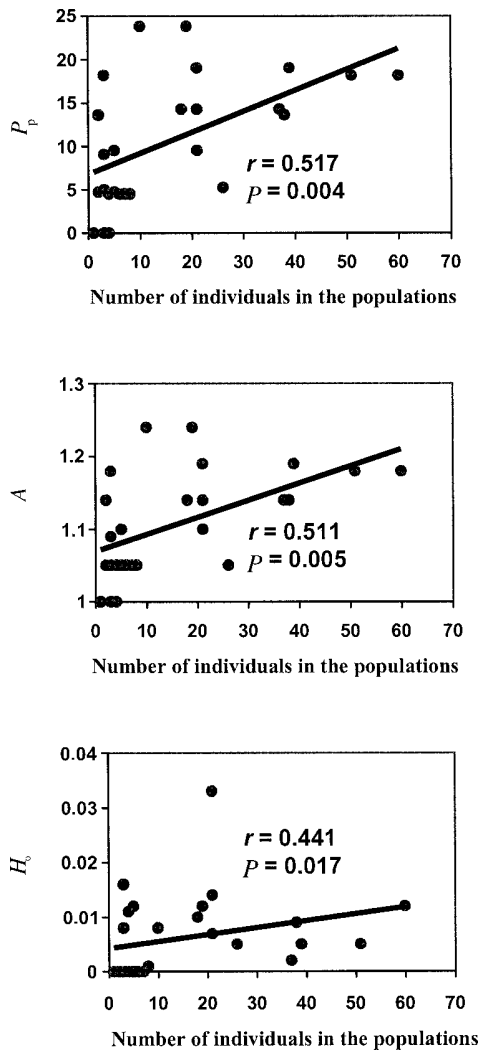 25
20
15
10
5
0
Pp
r = 0.517
P = 0.004
0 10 20 30 40 50 60 70
Number of individuals in the populations
1.3
1.2
1.1
1
A
r = 0.511
P = 0.005
0 10 20 30 40 50 60 70
Number of individuals in the populations
0.04
0.03
0.02
0.01
0
Ho
r = 0.441
P = 0.017
0 10 20 30 40 50 60 70
Number of individuals in the populations